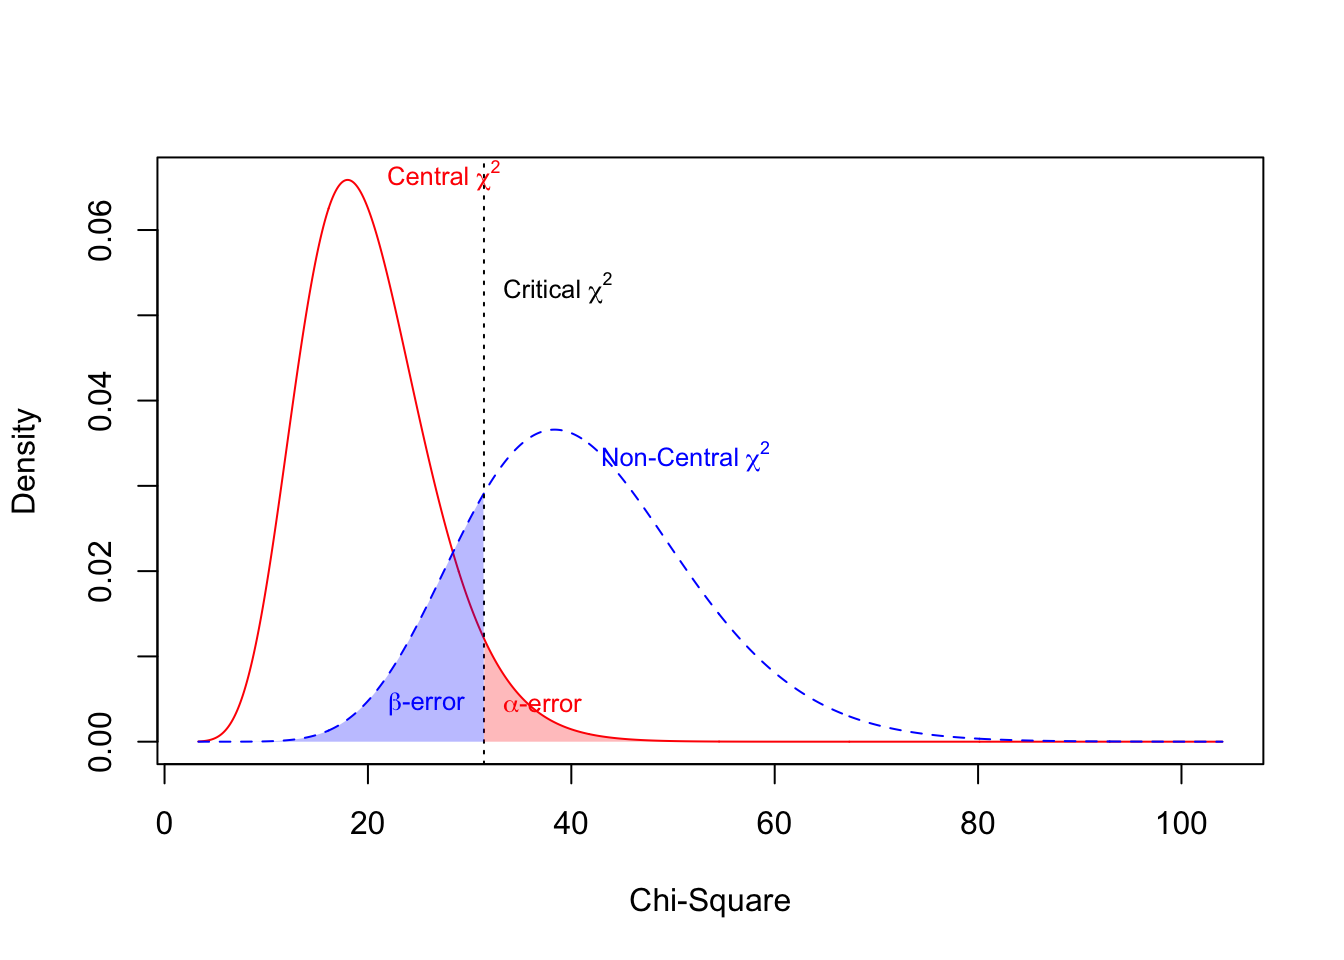 Central χ²
Critical χ²
Non-Central χ²
β-error
α-error
Density
0.00
0.02
0.04
0.06
0
20
40
60
80
100
Chi-Square